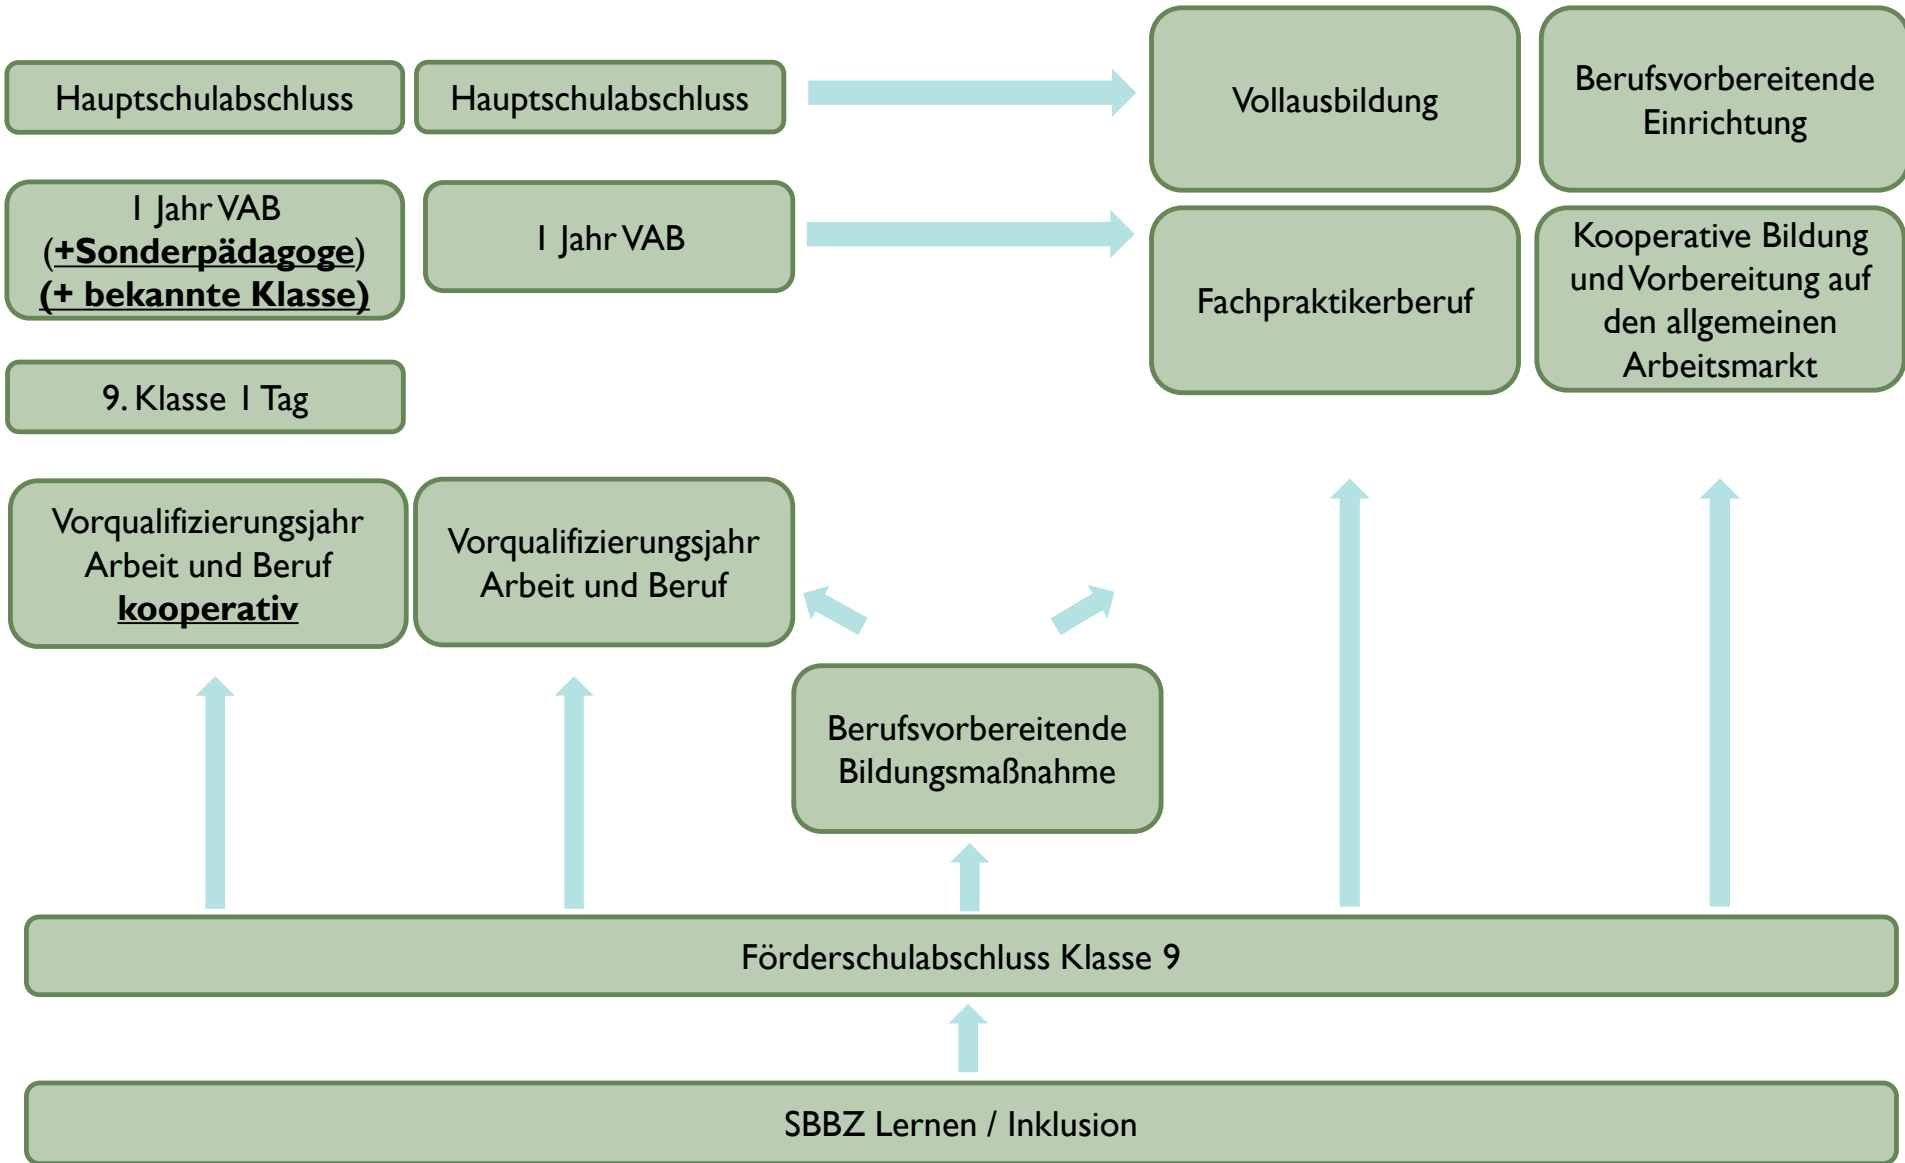 Hauptschulabschluss
Hauptschulabschluss
Vollausbildung
Berufsvorbereitende
Einrichtung
1 Jahr VAB
(+Sonderpädagoge)
(+ bekannte Klasse)
1 Jahr VAB
Fachpraktikerberuf
Kooperative Bildung
und Vorbereitung auf
den allgemeinen
Arbeitsmarkt
9. Klasse 1 Tag
Vorqualifizierungsjahr
Arbeit und Beruf
kooperativ
Vorqualifizierungsjahr
Arbeit und Beruf
Berufsvorbereitende
Bildungsmaßnahme
Förderschulabschluss Klasse 9
SBBZ Lernen / Inklusion